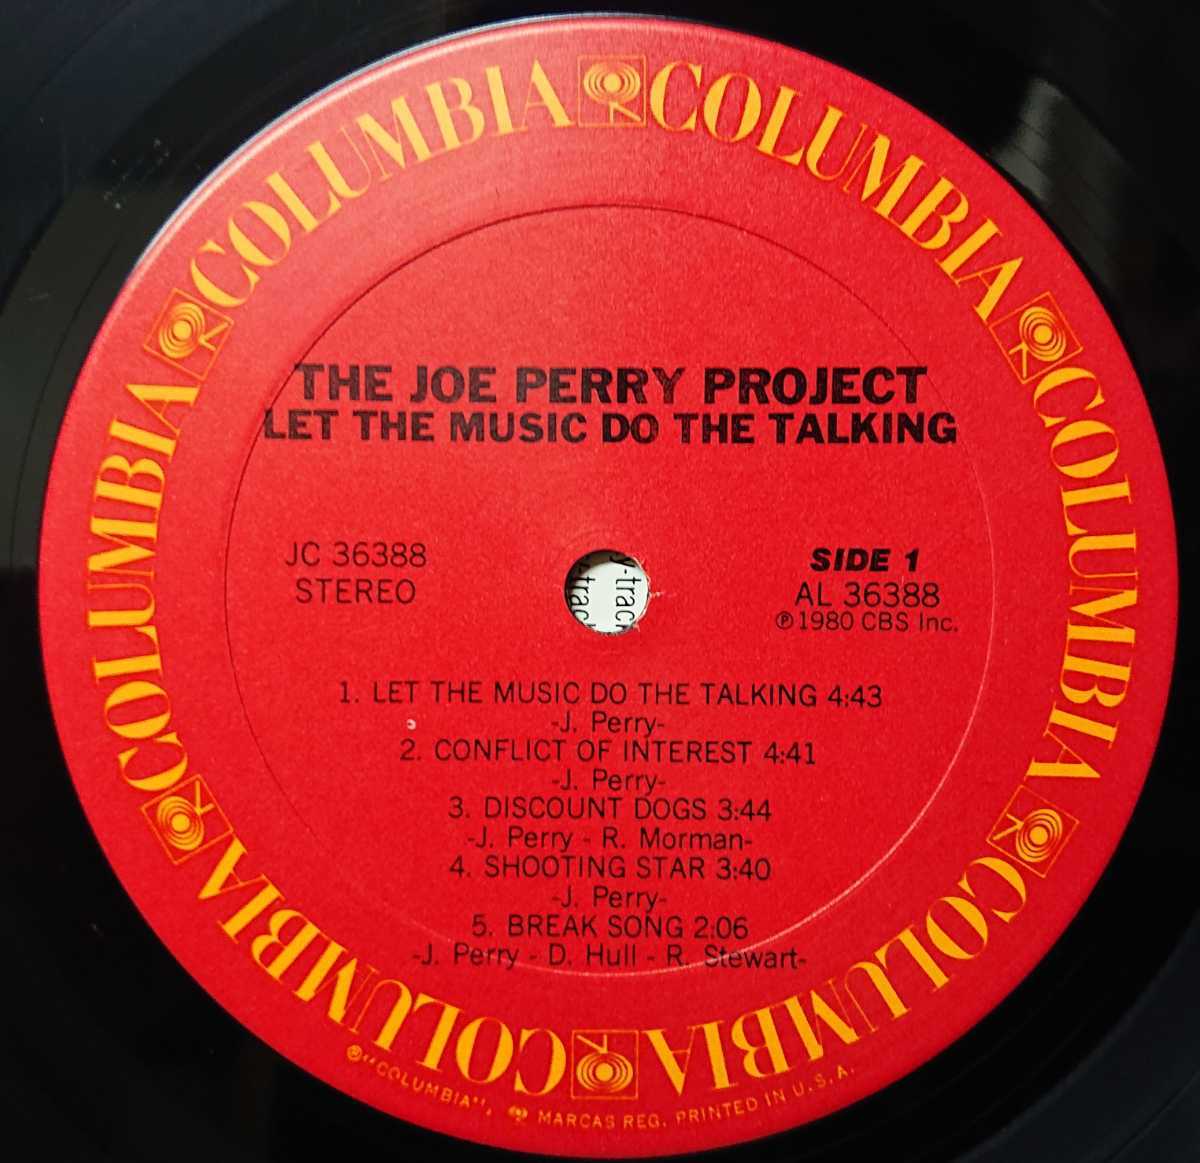 COLUMBIA COLUMBIA COLUMBIA COLUMBIA COLUMBIA COLUMBIA COLUMBIA COLUMBIA
THE JOE PERRY PROJECT
LET THE MUSIC DO THE TALKING
JC 36388
STEREO
SIDE 1
AL 36388
℗1980 CBS Inc.
y-track
y-track
1. LET THE MUSIC DO THE TALKING 4:43
-J. Perry-
2. CONFLICT OF INTEREST 4:41
-J. Perry-
3. DISCOUNT DOGS 3:44
-J. Perry - R. Morman-
4. SHOOTING STAR 3:40
-J. Perry-
5. BREAK SONG 2:06
-J. Perry - D. Hull - R. Stewart-
®"COLUMBIA", MARCAS REG. PRINTED IN U.S.A.